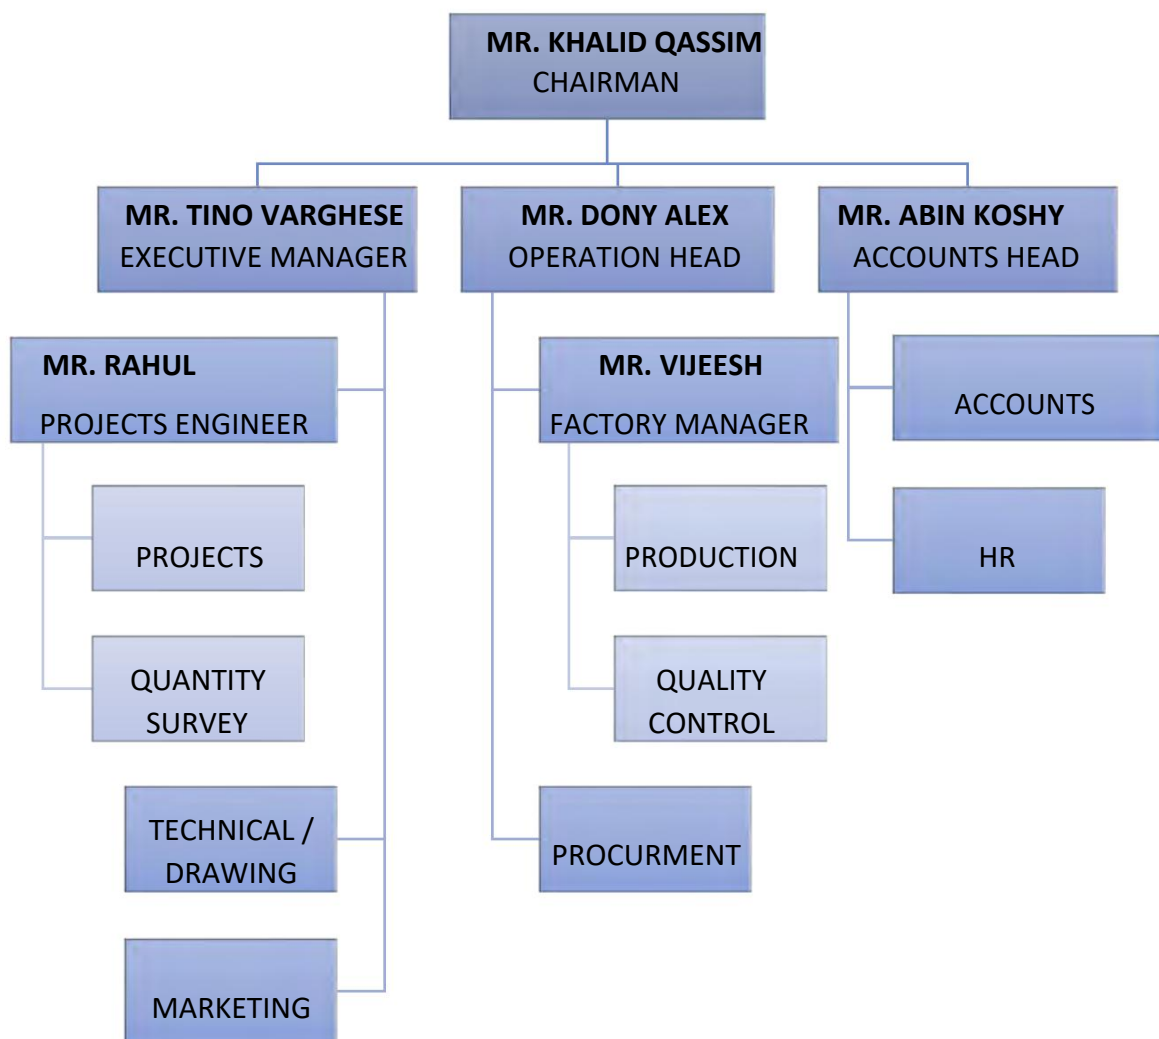 MR. KHALID QASSIM
CHAIRMAN
MR. TINO VARGHESE
EXECUTIVE MANAGER
MR. DONY ALEX
OPERATION HEAD
MR. ABIN KOSHY
ACCOUNTS HEAD
MR. RAHUL
PROJECTS ENGINEER
MR. VIJEESH
FACTORY MANAGER
ACCOUNTS
PROJECTS
PRODUCTION
HR
QUANTITY
SURVEY
QUALITY
CONTROL
TECHNICAL /
DRAWING
PROCURMENT
MARKETING